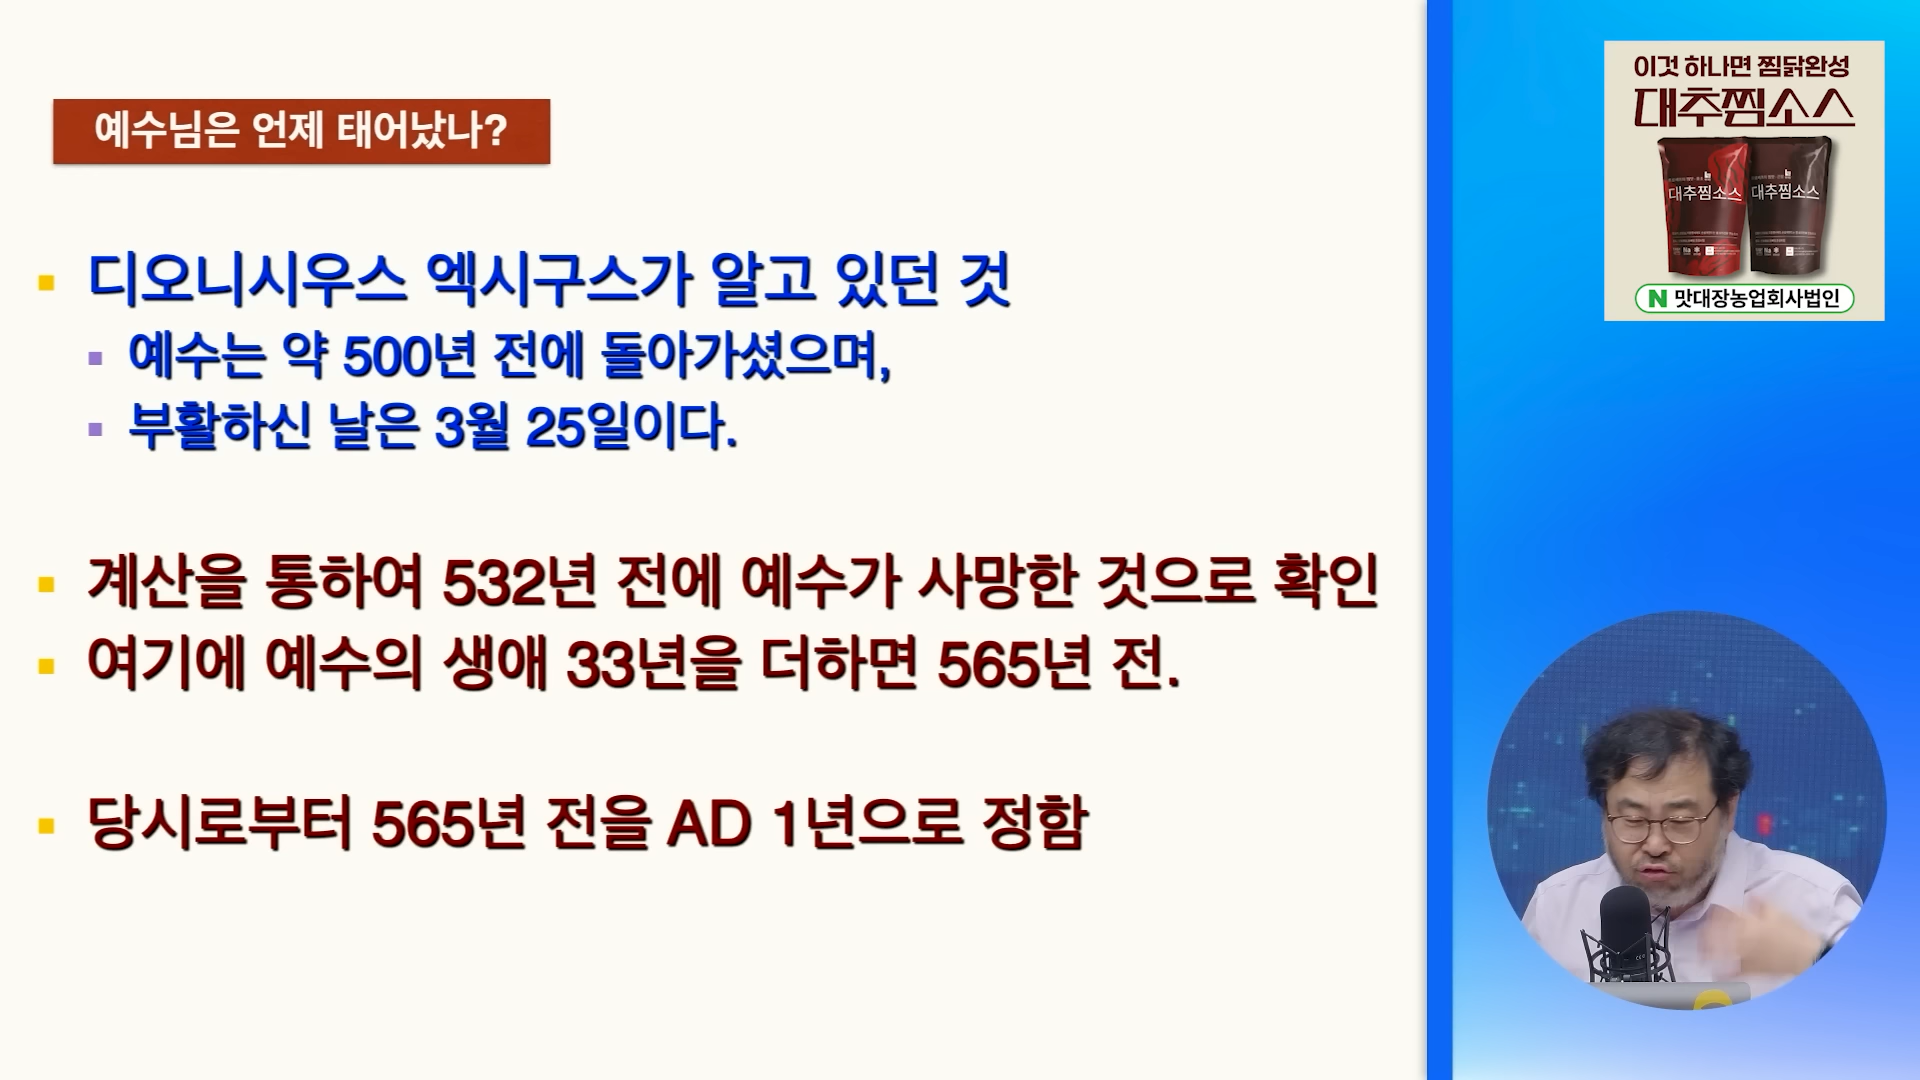 예수님은 언제 태어났나?
디오니시우스 엑시구스가 알고 있던 것
예수는 약 500년 전에 돌아가셨으며,
부활하신 날은 3월 25일이다.
계산을 통하여 532년 전에 예수가 사망한 것으로 확인
여기에 예수의 생애 33년을 더하면 565년 전.
당시로부터 565년 전을 AD 1년으로 정함
이것 하나면 찜닭완성
대추찜소스
대추찜소스
대추찜소스
N 맛대장농업회사법인